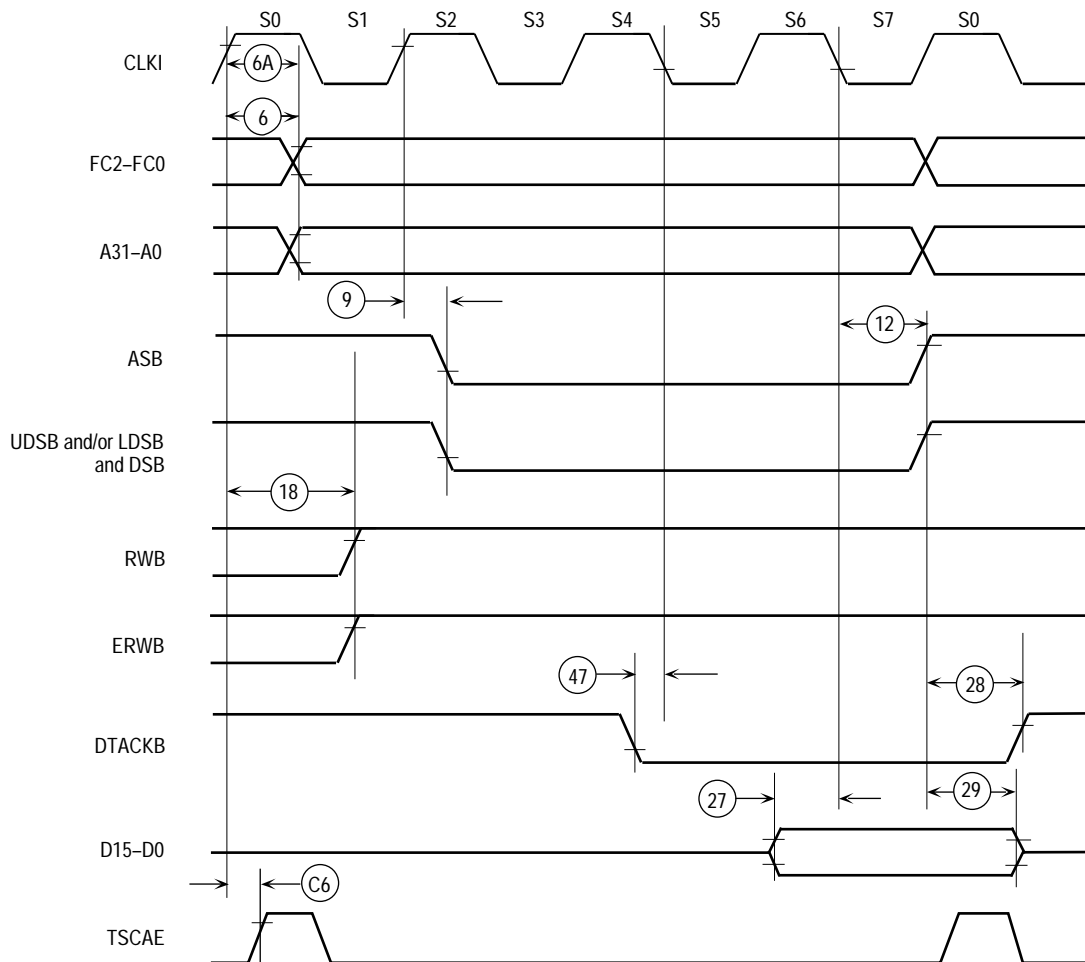 S0 S1 S2 S3 S4 S5 S6 S7 S0
CLKI
6A
6
FC2–FC0
A31–A0
9
12
ASB
UDSB and/or LDSB
and DSB
18
RWB
ERWB
47
28
DTACKB
27
29
D15–D0
C6
TSCAE